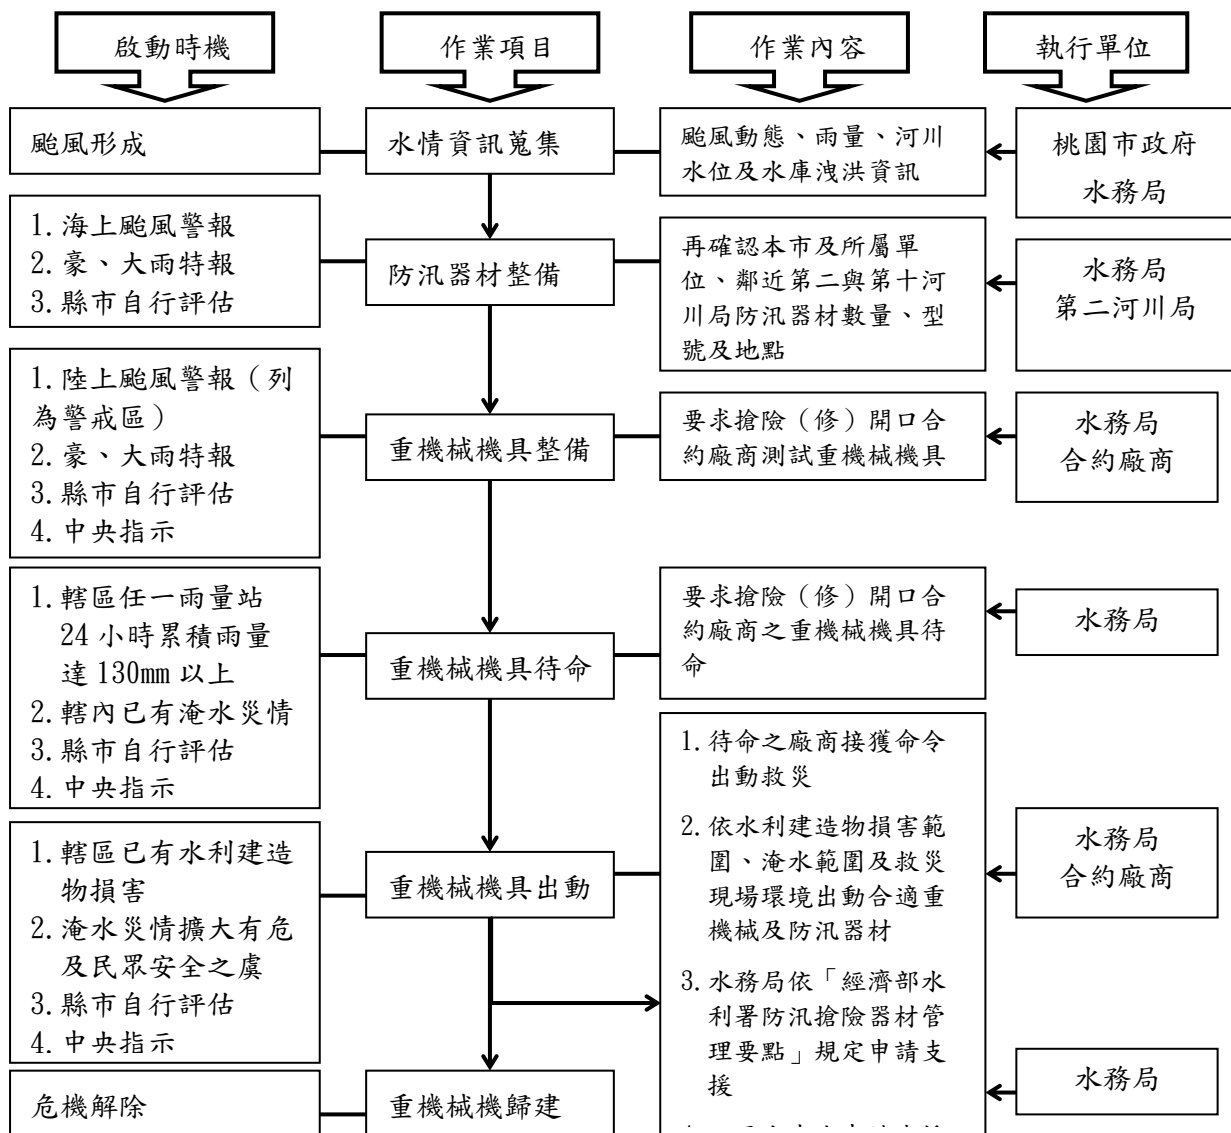 啟動時機
作業項目
作業內容
執行單位
颱風形成
水情資訊蒐集
颱風動態、雨量、河川
水位及水庫洩洪資訊
桃園市政府
水務局
1.海上颱風警報
2.豪、大雨特報
3.縣市自行評估
防汛器材整備
再確認本市及所屬單
位、鄰近第二與第十河
川局防汛器材數量、型
號及地點
水務局
第二河川局
1.陸上颱風警報（列
為警戒區）
2.豪、大雨特報
3.縣市自行評估
4.中央指示
重機械機具整備
要求搶險（修）開口合
約廠商測試重機械機具
水務局
合約廠商
1.轄區任一雨量站
24 小時累積雨量
達 130mm 以上
2.轄內已有淹水災情
3.縣市自行評估
4.中央指示
重機械機具待命
要求搶險（修）開口合
約廠商之重機械機具待
命
水務局
1.轄區已有水利建造
物損害
2.淹水災情擴大有危
及民眾安全之虞
3.縣市自行評估
4.中央指示
重機械機具出動
1.待命之廠商接獲命令
出動救災
2.依水利建造物損害範
圍、淹水範圍及救災
現場環境出動合適重
機械及防汛器材
3.水務局依「經濟部水
利署防汛搶險器材管
理要點」規定申請支
援
水務局
合約廠商
危機解除
重機械機歸建
水務局